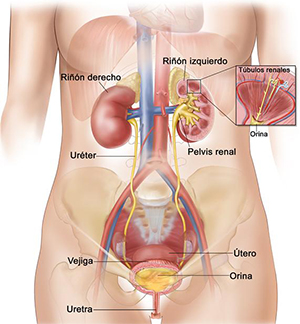 Riñón izquierdo
Riñón derecho
Túbulos renales
Orina
Uréter
Pelvis renal
Vejiga
Útero
Orina
Uretra